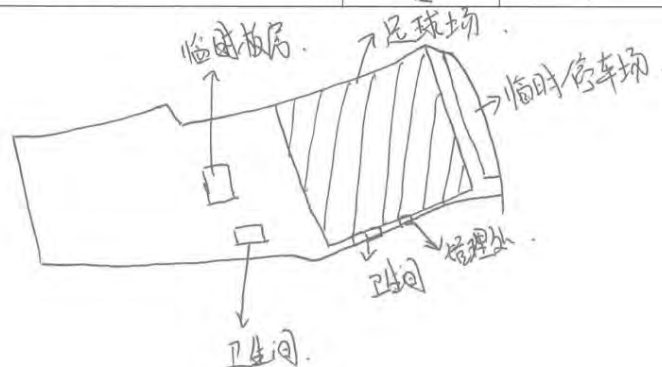 临时板房.
足球场.
临时停车场
管理处.
卫生间
卫生间.